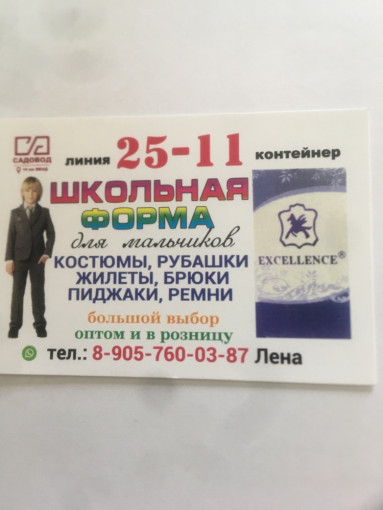 САДОВОД
линия 25-11 контейнер
ШКОЛЬНАЯ
ФОРМА
для мальчиков
КОСТЮМЫ, РУБАШКИ
ЖИЛЕТЫ, БРЮКИ
ПИДЖАКИ, РЕМНИ
EXCELLENCE®
большой выбор
оптом и в розницу
тел.: 8-905-760-03-87 Лена